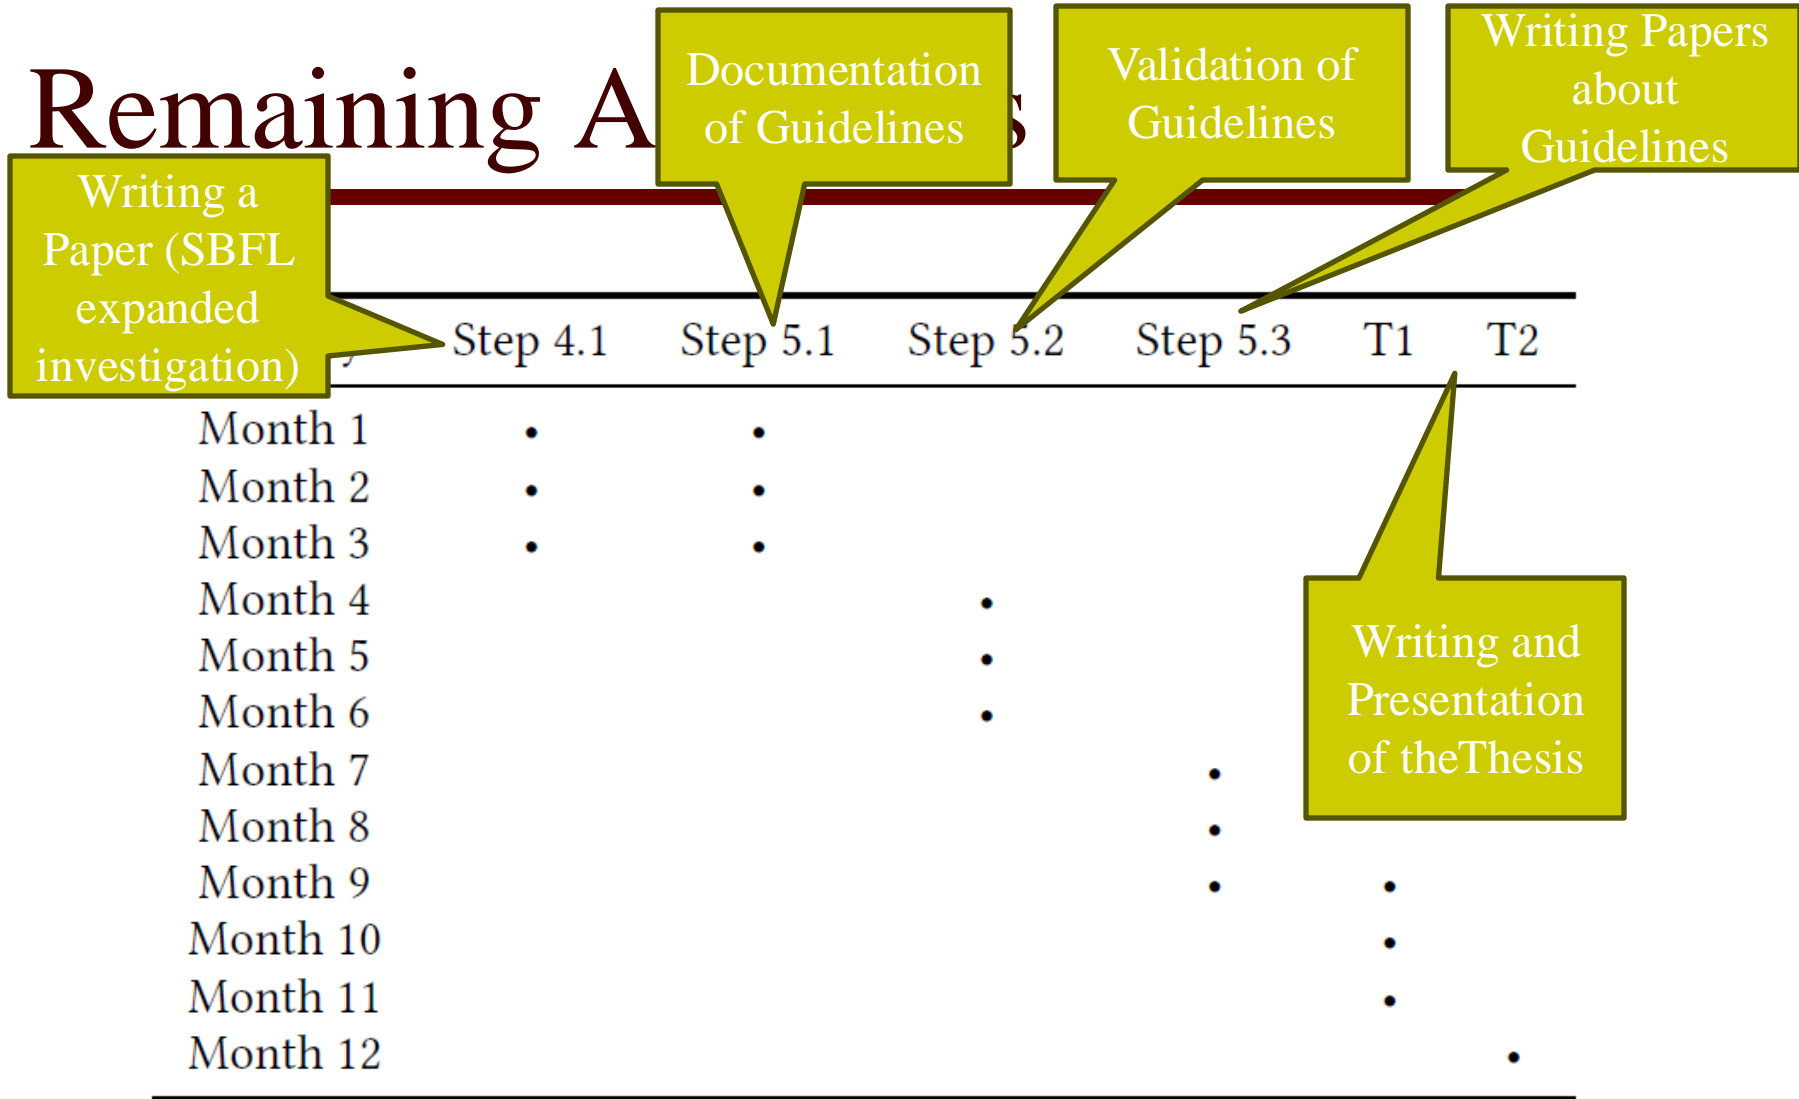 Remaining
Documentation
of Guidelines
Validation of
Guidelines
Writing Papers
about
Guidelines
Writing a
Paper (SBFL
expanded
investigation)
Step 4.1 Step 5.1 Step 5.2 Step 5.3 T1 T2
Month 1 • •
Month 2 • •
Month 3 • •
Month 4 •
Month 5 •
Month 6 •
Month 7 •
Month 8 •
Month 9 • •
Month 10 •
Month 11 •
Month 12 •
Writing and
Presentation
of theThesis